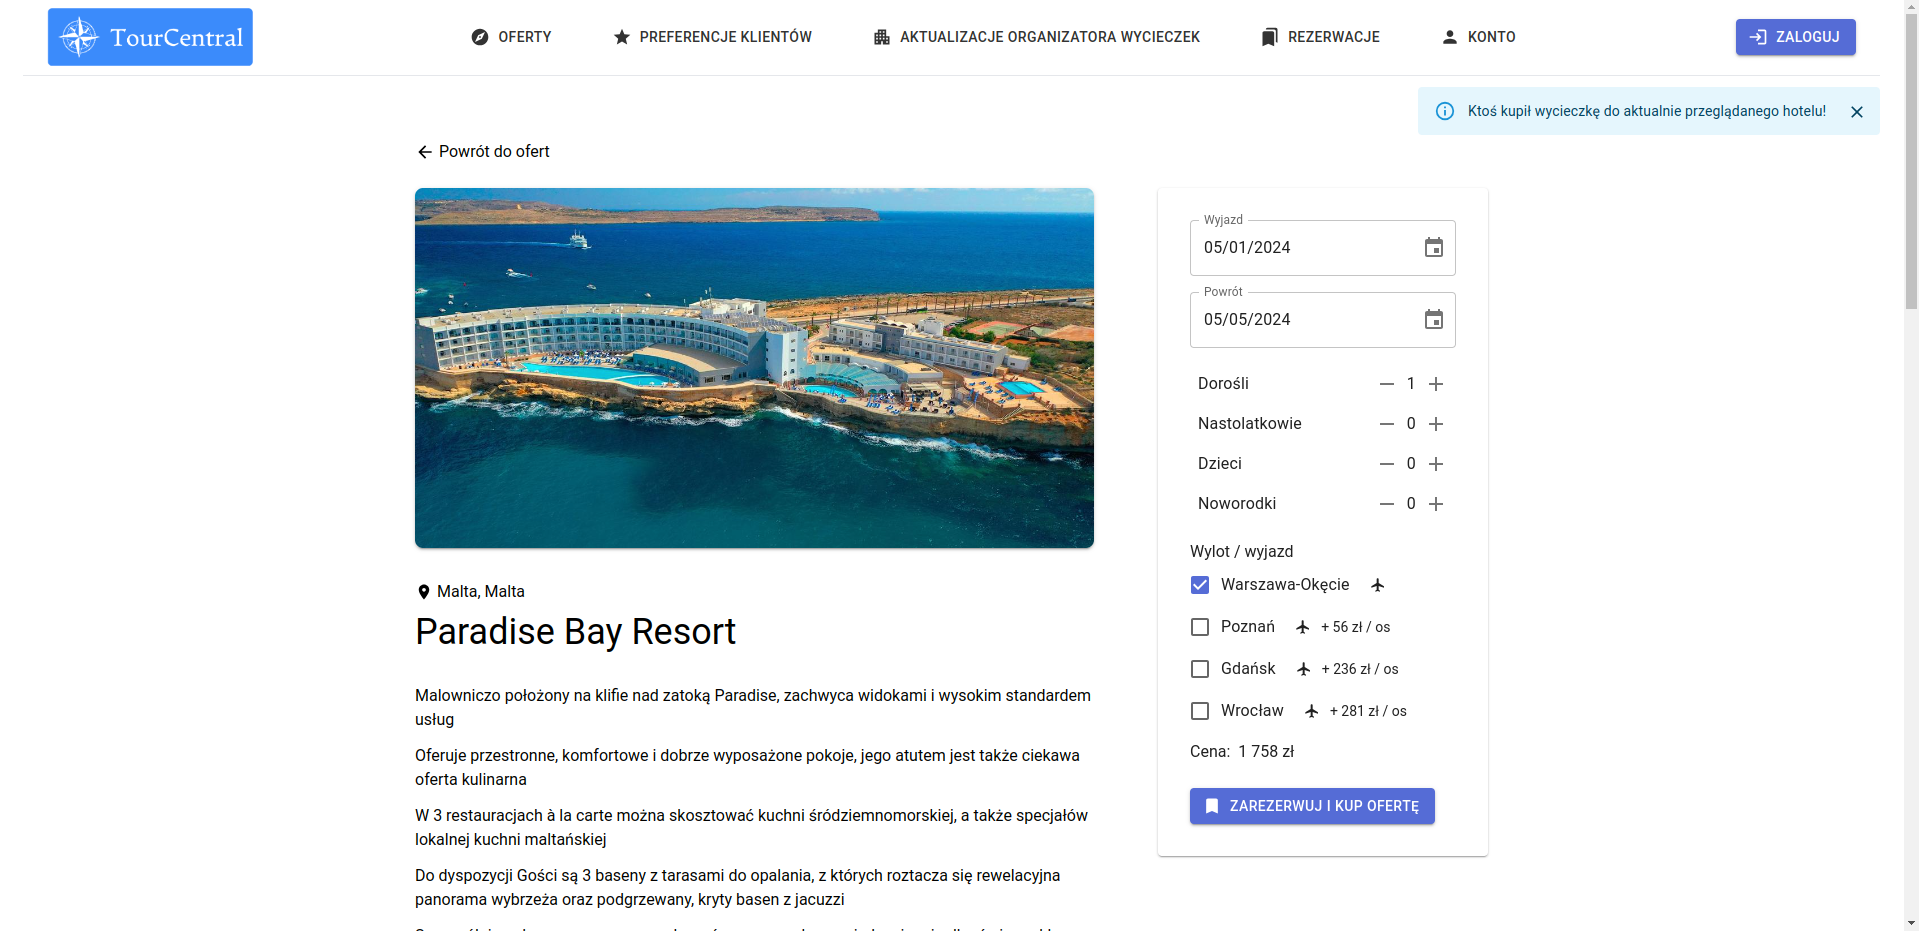 TourCentral
OFERTY
PREFERENCJE KLIENTÓW
AKTUALIZACJE ORGANIZATORA WYCIECZEK
REZERWACJE
KONTO
ZALOGUJ
Ktoś kupił wycieczkę do aktualnie przeglądanego hotelu!
Powrót do ofert
Malta, Malta
Paradise Bay Resort
Malowniczo położony na klifie nad zatoką Paradise, zachwyca widokami i wysokim standardem
usług
Oferuje przestronne, komfortowe i dobrze wyposażone pokoje, jego atutem jest także ciekawa
oferta kulinarna
W 3 restauracjach à la carte można skosztować kuchni śródziemnomorskiej, a także specjałów
lokalnej kuchni maltańskiej
Do dyspozycji Gości są 3 baseny z tarasami do opalania, z których roztacza się rewelacyjna
panorama wybrzeża oraz podgrzewany, kryty basen z jacuzzi
Wyjazd
05/01/2024
Powrót
05/05/2024
Dorośli — 1 +
Nastolatkowie — 0 +
Dzieci — 0 +
Noworodki — 0 +
Wylot / wyjazd
Warszawa-Okęcie
Poznań + 56 zł / os
Gdańsk + 236 zł / os
Wrocław + 281 zł / os
Cena: 1 758 zł
ZAREZERWUJ I KUP OFERTĘ